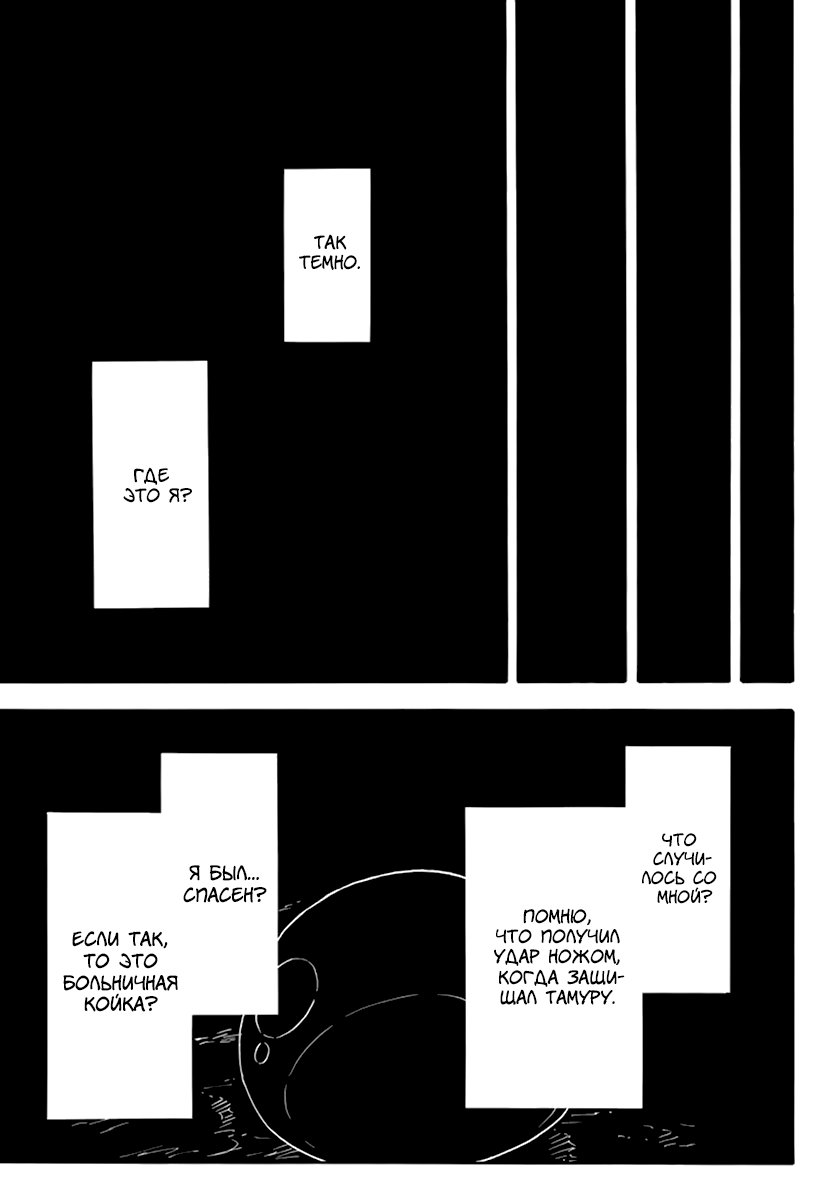 ТАК
ТЕМНО.
ГДЕ
ЭТО Я?
ЧТО
СЛУЧИ-
ЛОСЬ СО
МНОЙ?
ПОМНЮ,
ЧТО ПОЛУЧИЛ
УДАР НОЖОМ,
КОГДА ЗАЩИ-
ЩАЛ ТАМУРУ.
Я БЫЛ...
СПАСЕН?
ЕСЛИ ТАК,
ТО ЭТО
БОЛЬНИЧНАЯ
КОЙКА?